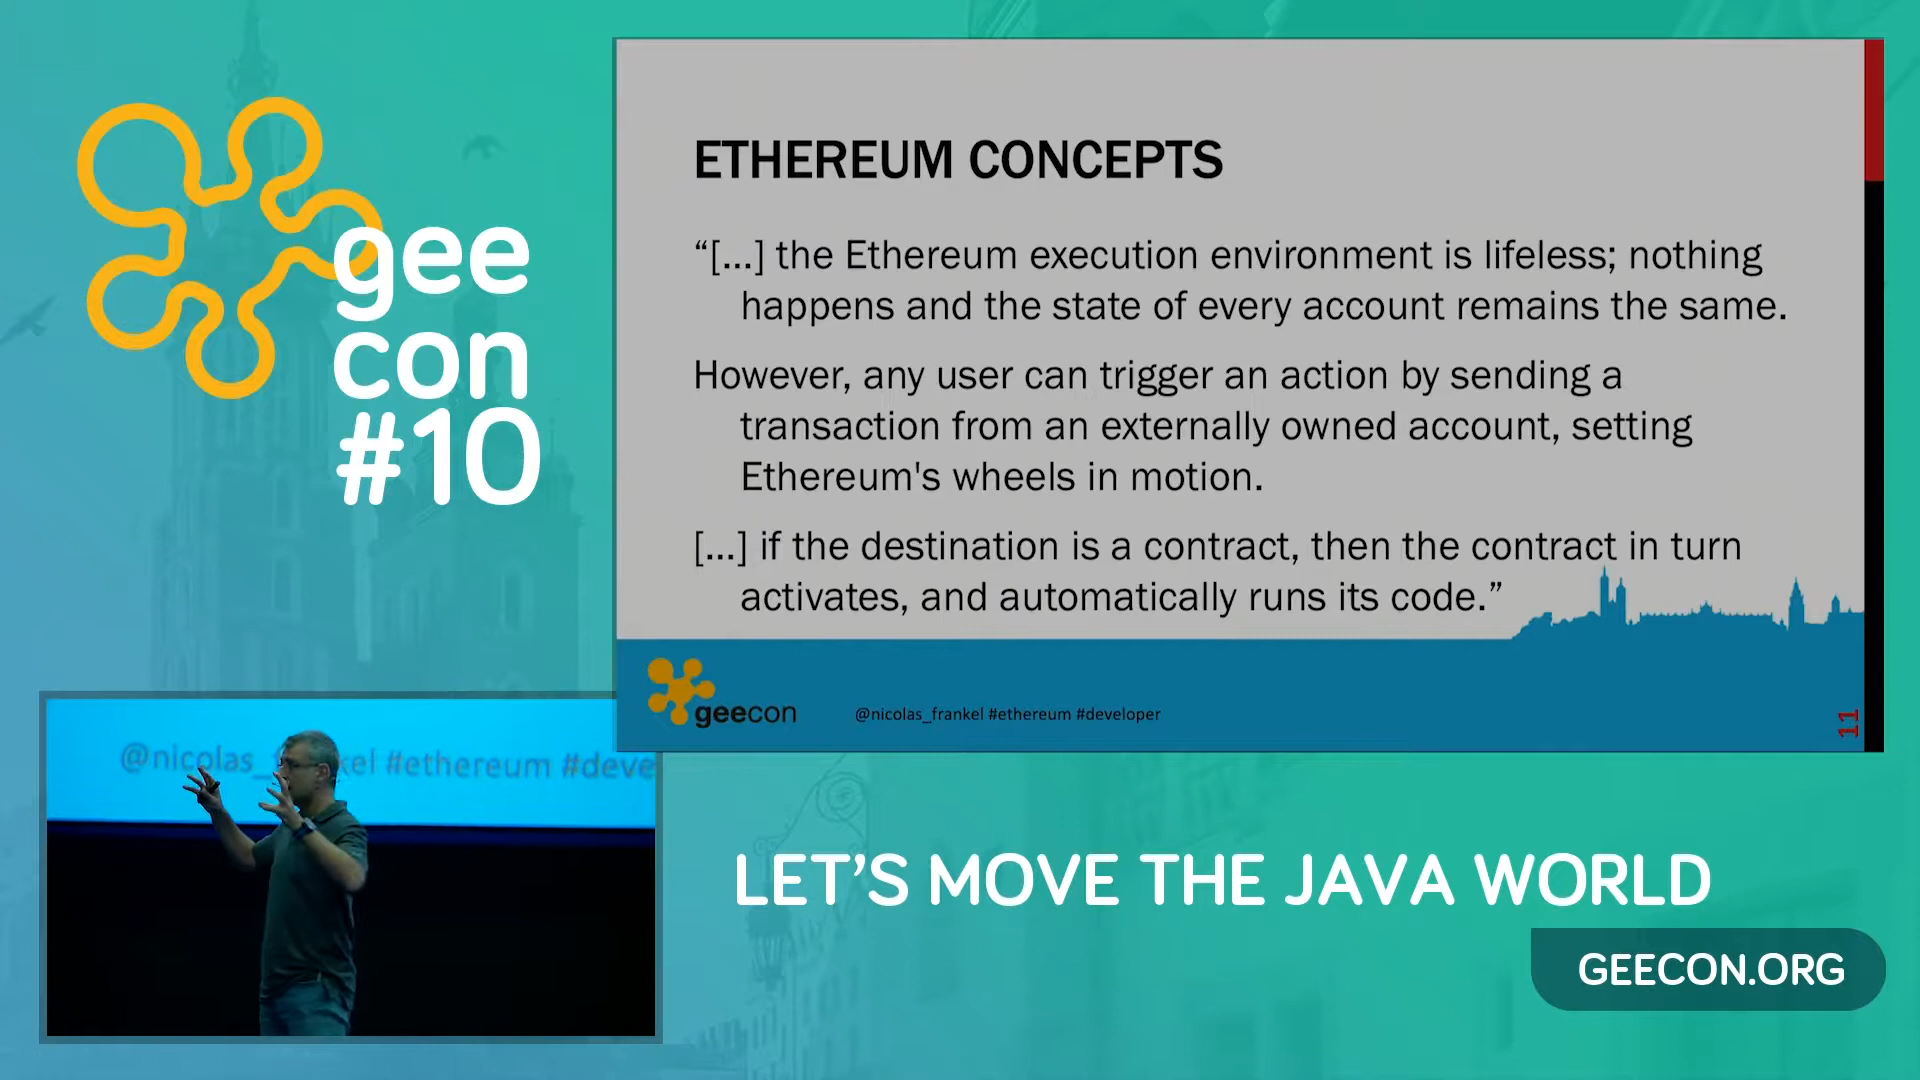 gee
con
#10
ETHEREUM CONCEPTS
“[...] the Ethereum execution environment is lifeless; nothing
happens and the state of every account remains the same.
However, any user can trigger an action by sending a
transaction from an externally owned account, setting
Ethereum's wheels in motion.
[...] if the destination is a contract, then the contract in turn
activates, and automatically runs its code.”
geecon
@nicolas_frankel #ethereum #developer
11
@nicolas_ kel #ethereum #deve
LET’S MOVE THE JAVA WORLD
GEECON.ORG